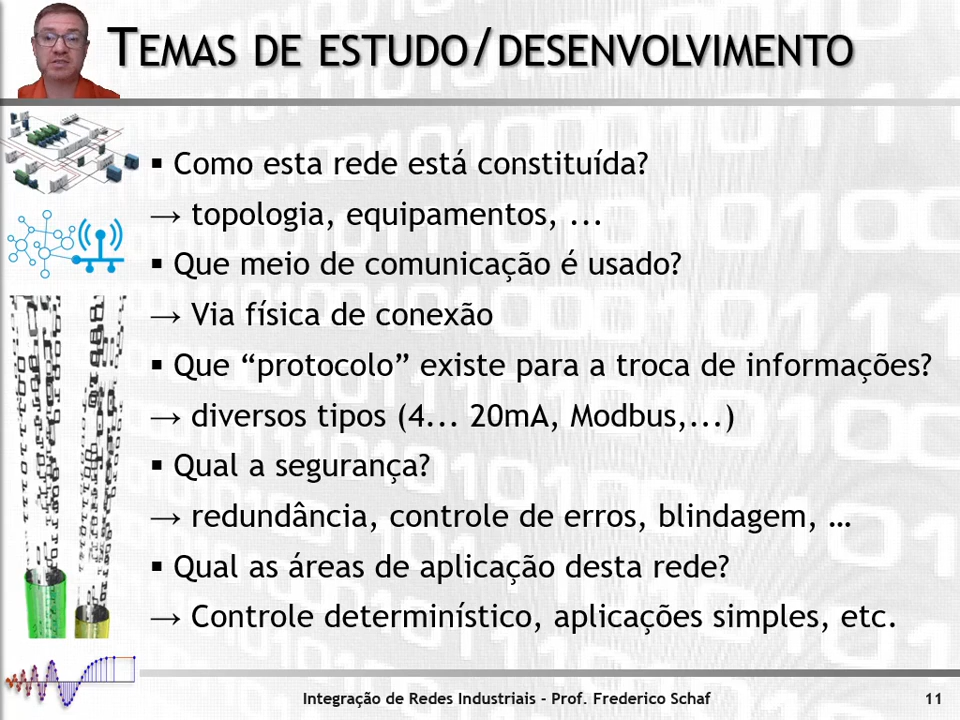 TEMAS DE ESTUDO/DESENVOLVIMENTO
▪ Como esta rede está constituída?
→ topologia, equipamentos, ...
▪ Que meio de comunicação é usado?
→ Via física de conexão
▪ Que “protocolo” existe para a troca de informações?
→ diversos tipos (4... 20mA, Modbus,...)
▪ Qual a segurança?
→ redundância, controle de erros, blindagem, …
▪ Qual as áreas de aplicação desta rede?
→ Controle determinístico, aplicações simples, etc.
Integração de Redes Industriais - Prof. Frederico Schaf 11